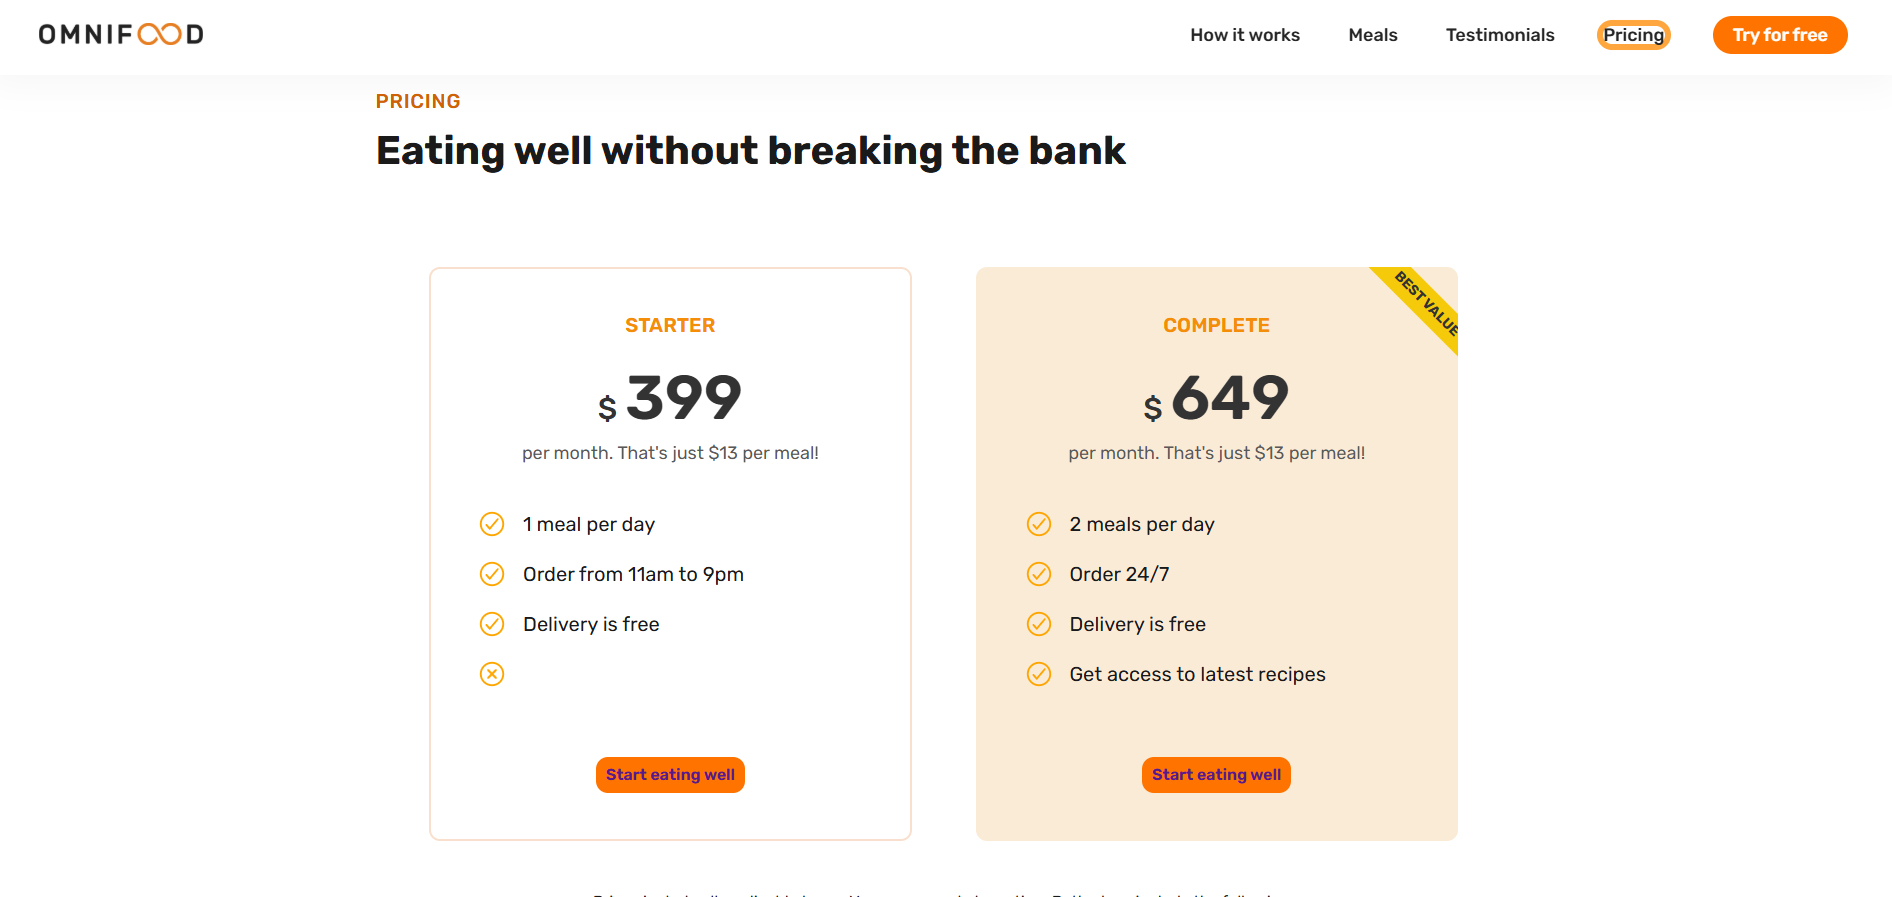 OMNIFOOD
How it works
Meals
Testimonials
Pricing
Try for free
PRICING
Eating well without breaking the bank
STARTER
$ 399
per month. That's just $13 per meal!
1 meal per day
Order from 11am to 9pm
Delivery is free
Start eating well
BEST VALUE
COMPLETE
$ 649
per month. That's just $13 per meal!
2 meals per day
Order 24/7
Delivery is free
Get access to latest recipes
Start eating well